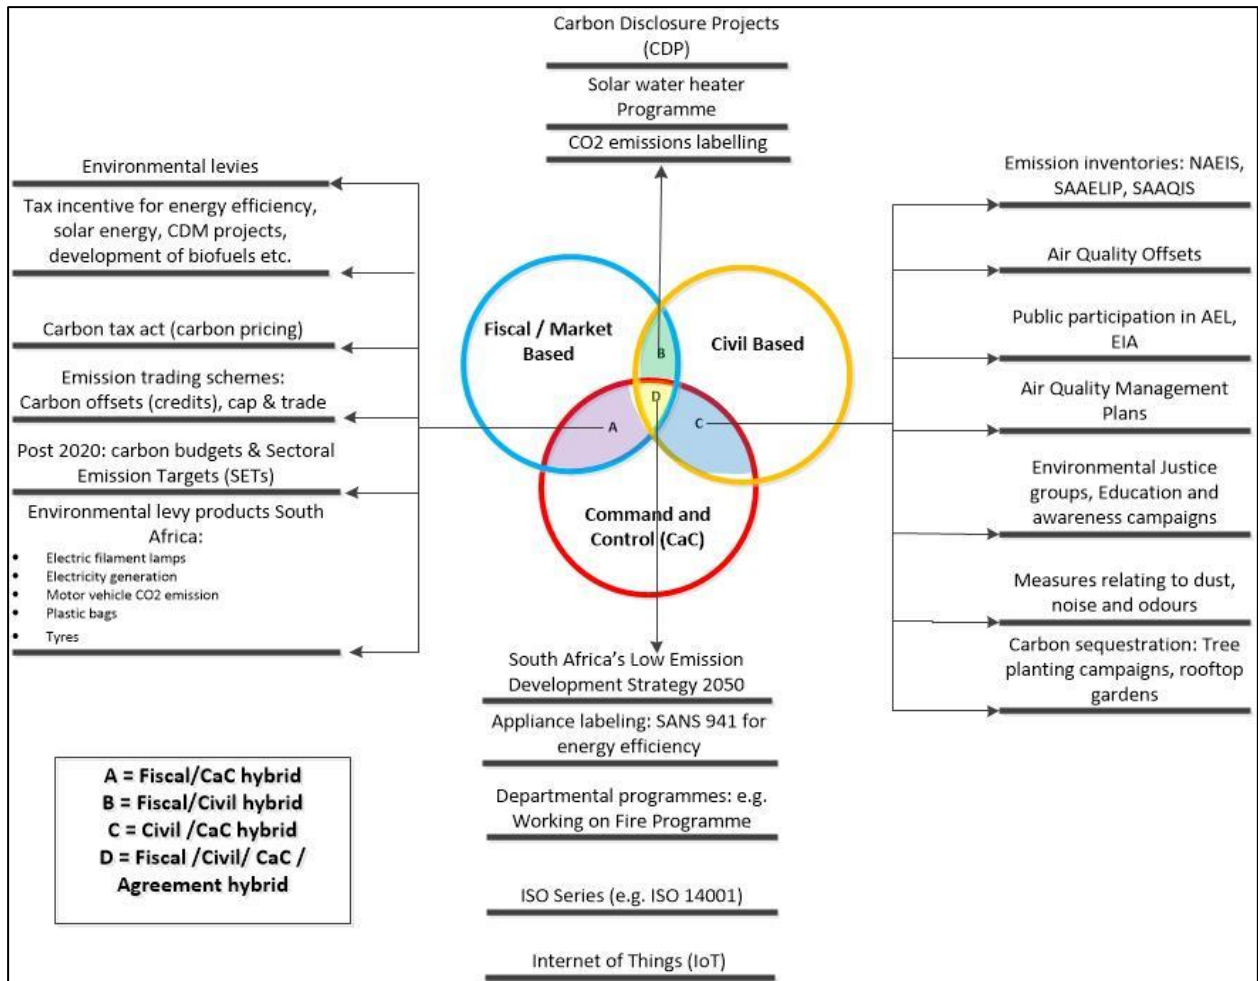 Carbon Disclosure Projects
(CDP)
Solar water heater
Programme
CO2 emissions labelling
Environmental levies
Tax incentive for energy efficiency,
solar energy, CDM projects,
development of biofuels etc.
Carbon tax act (carbon pricing)
Emission trading schemes:
Carbon offsets (credits), cap & trade
Post 2020: carbon budgets & Sectoral
Emission Targets (SETs)
Environmental levy products South
Africa:
• Electric filament lamps
• Electricity generation
• Motor vehicle CO2 emission
• Plastic bags
• Tyres
Fiscal / Market
Based
Civil Based
B
D
A
C
Command and
Control (CaC)
Emission inventories: NAEIS,
SAAELIP, SAAQIS
Air Quality Offsets
Public participation in AEL,
EIA
Air Quality Management
Plans
Environmental Justice
groups, Education and
awareness campaigns
Measures relating to dust,
noise and odours
Carbon sequestration: Tree
planting campaigns, rooftop
gardens
South Africa's Low Emission
Development Strategy 2050
Appliance labeling: SANS 941 for
energy efficiency
Departmental programmes: e.g.
Working on Fire Programme
ISO Series (e.g. ISO 14001)
Internet of Things (IoT)
A = Fiscal/CaC hybrid
B = Fiscal/Civil hybrid
C = Civil /CaC hybrid
D = Fiscal /Civil/ CaC /
Agreement hybrid